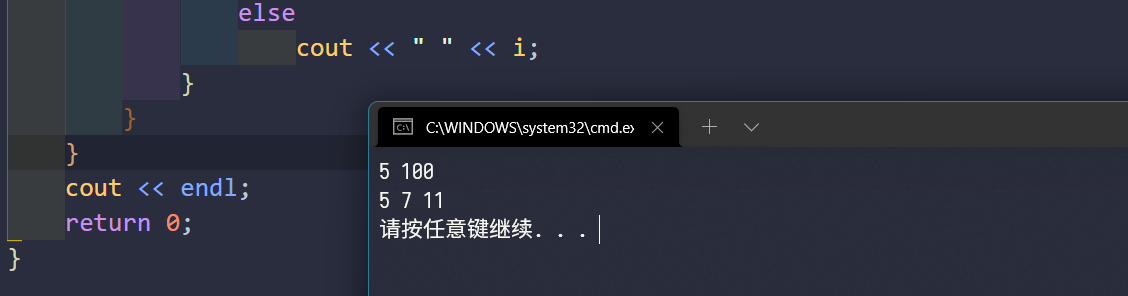 else
cout << " " << i;
}
}
}
cout << endl;
return 0;
}
C:\WINDOWS\system32\cmd.ex
5 100
5 7 11
请按任意键继续. . .